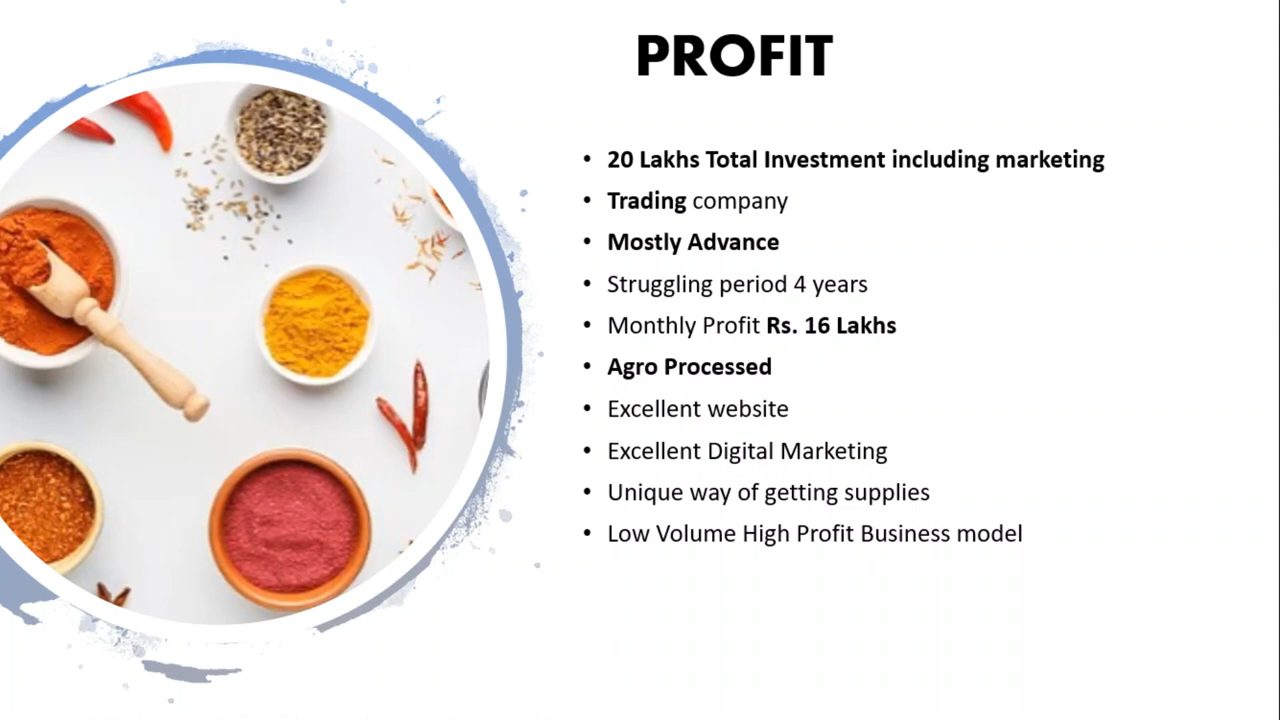 PROFIT
• 20 Lakhs Total Investment including marketing
• Trading company
• Mostly Advance
• Struggling period 4 years
• Monthly Profit Rs. 16 Lakhs
• Agro Processed
• Excellent website
• Excellent Digital Marketing
• Unique way of getting supplies
• Low Volume High Profit Business model